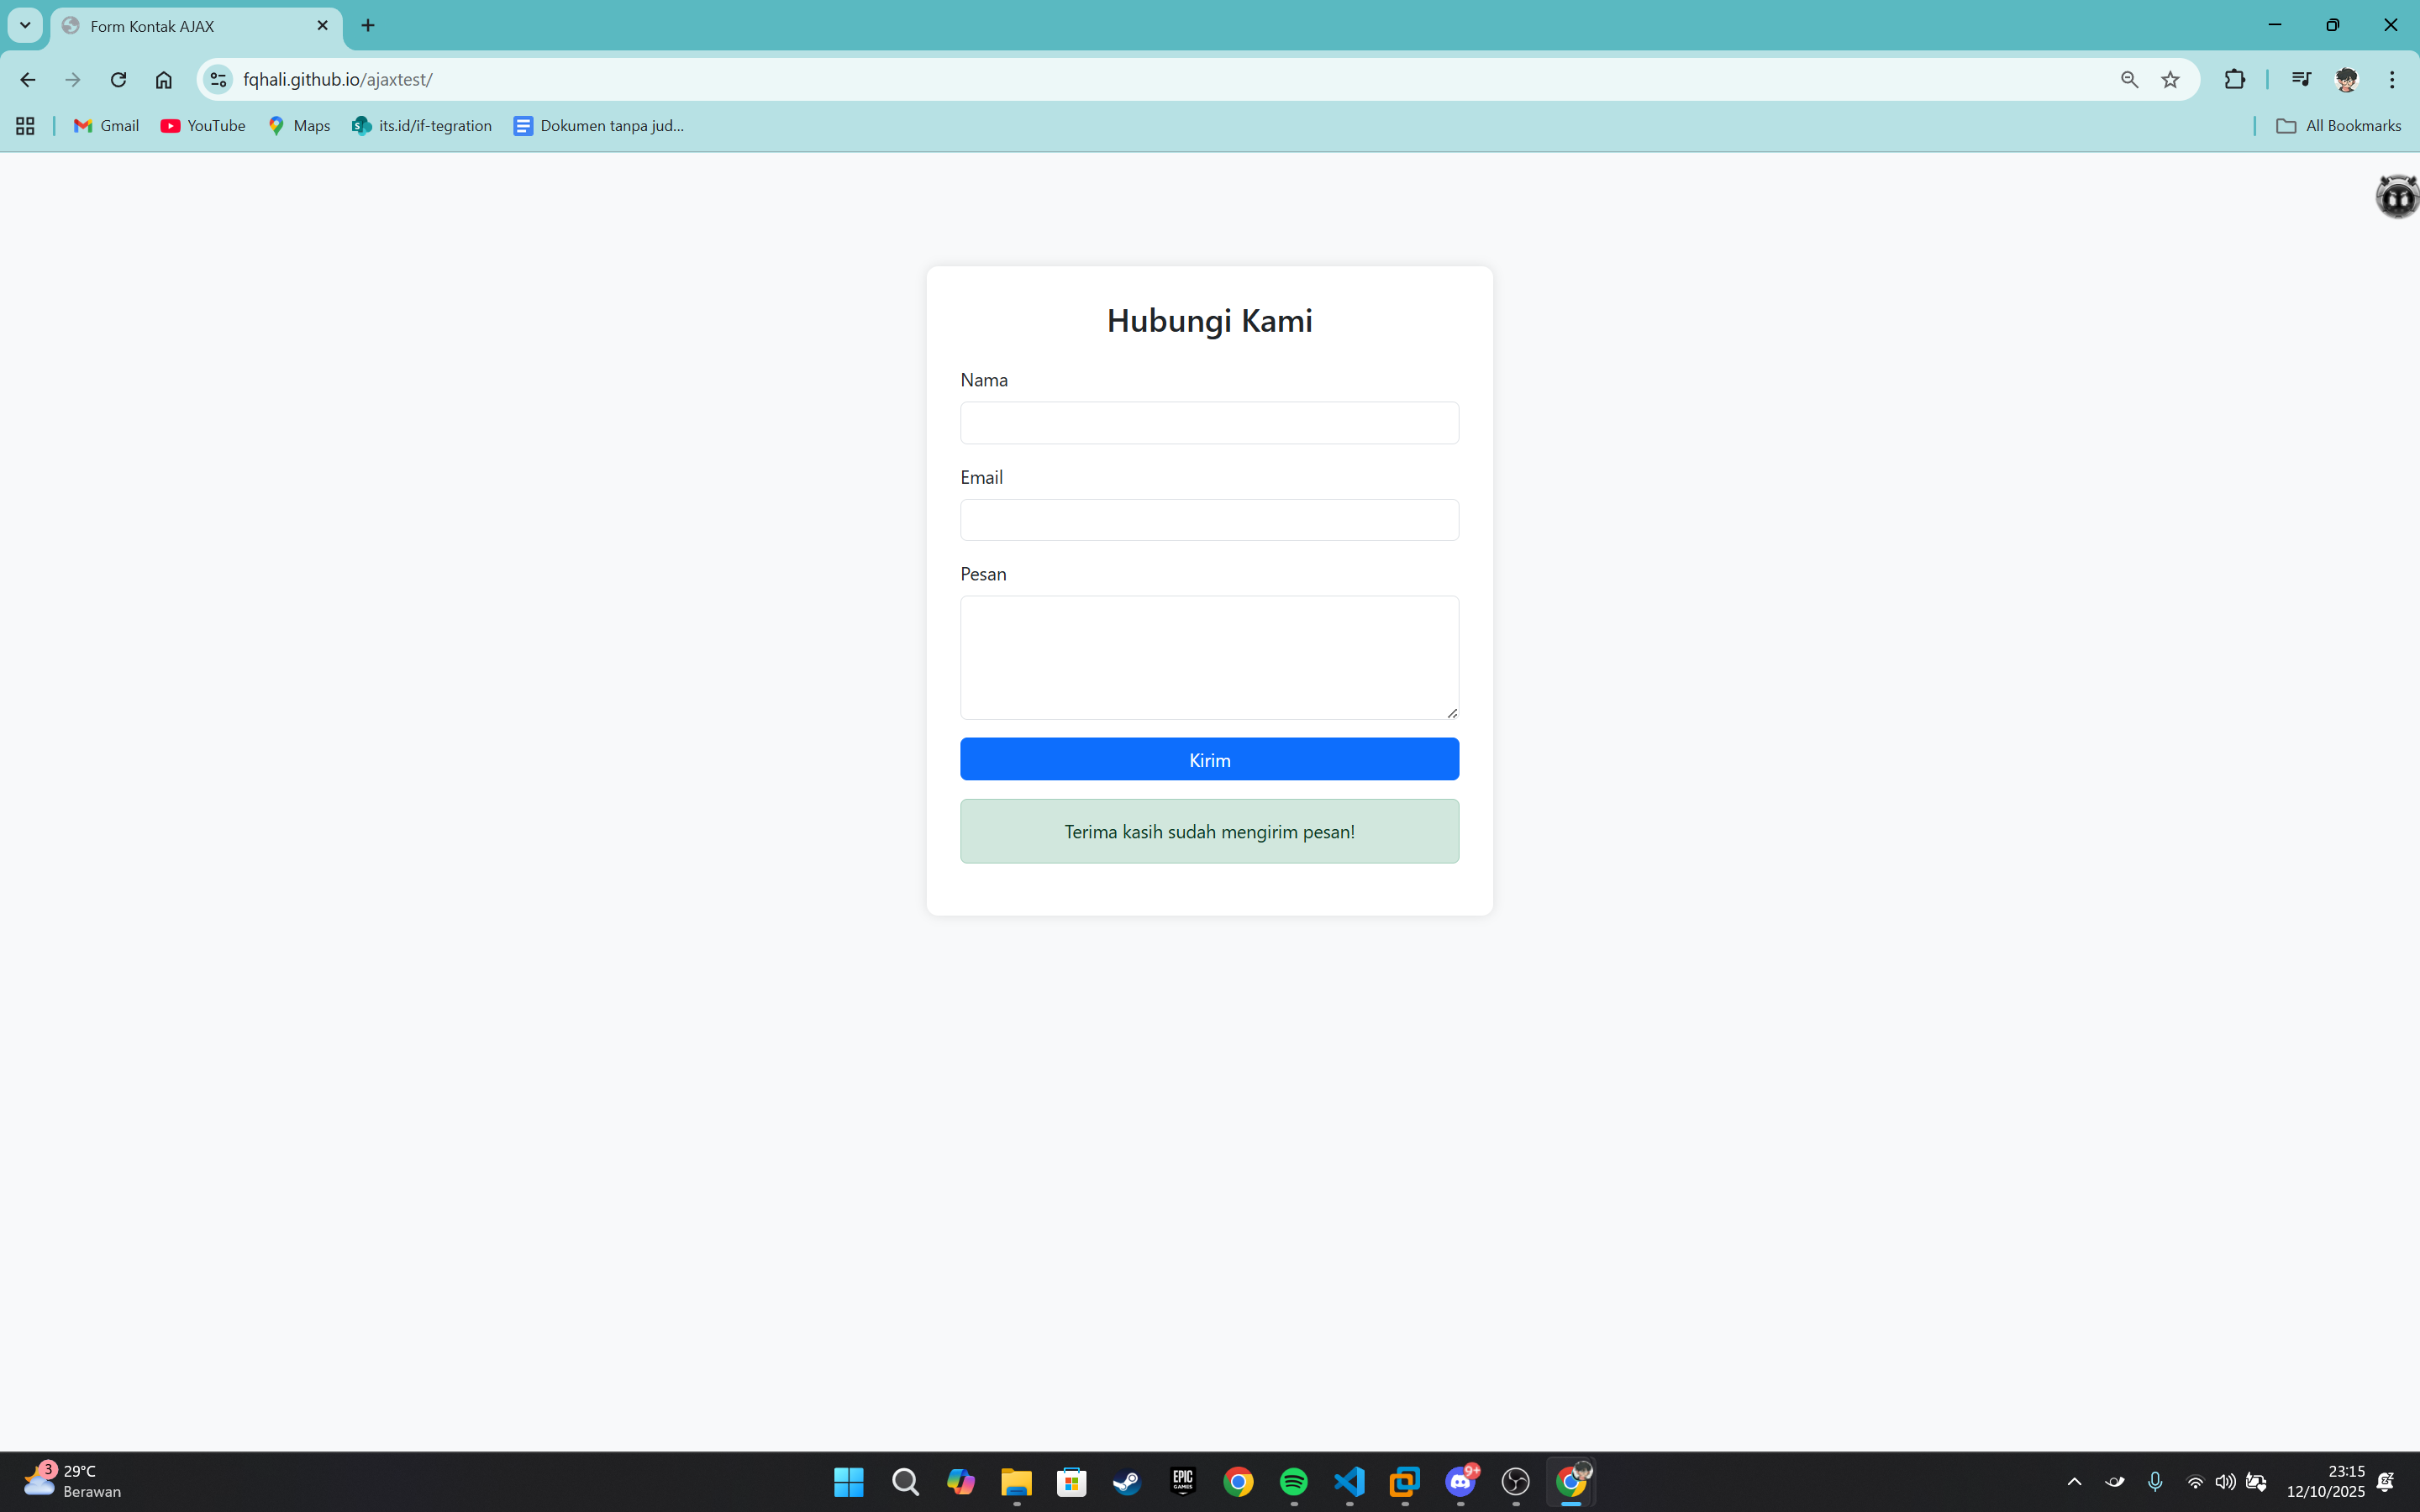 Form Kontak AJAX
fqhali.github.io/ajaxtest/
Gmail
YouTube
Maps
its.id/if-tegration
Dokumen tanpa jud...
All Bookmarks
Hubungi Kami
Nama
Email
Pesan
Kirim
Terima kasih sudah mengirim pesan!
3
29°C
Berawan
EPIC
GAMES
9+
23:15
12/10/2025